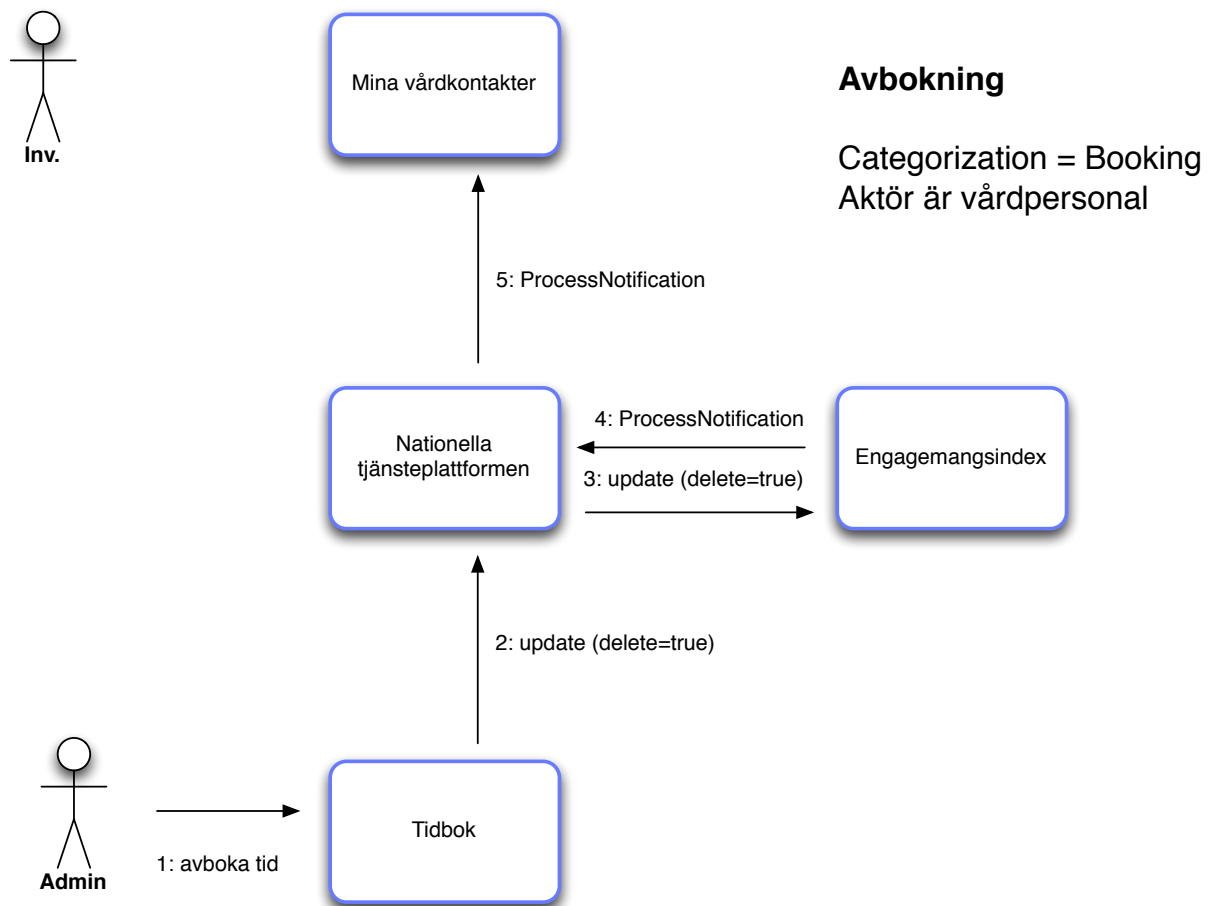 Mina vårdkontakter
Avbokning
Inv.
Categorization = Booking
Aktör är vårdpersonal
5: ProcessNotification
4: ProcessNotification
Nationella
tjänsteplattformen
Engagemangsindex
3: update (delete=true)
2: update (delete=true)
Tidbok
1: avboka tid
Admin